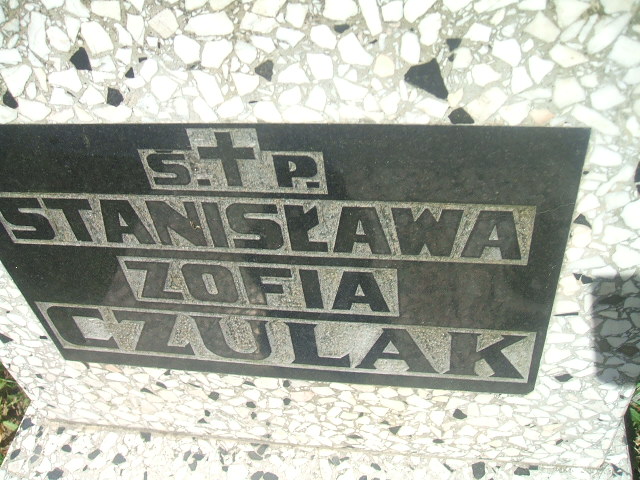 Ś. † P.
STANISŁAWA
ZOFIA
CZULAK